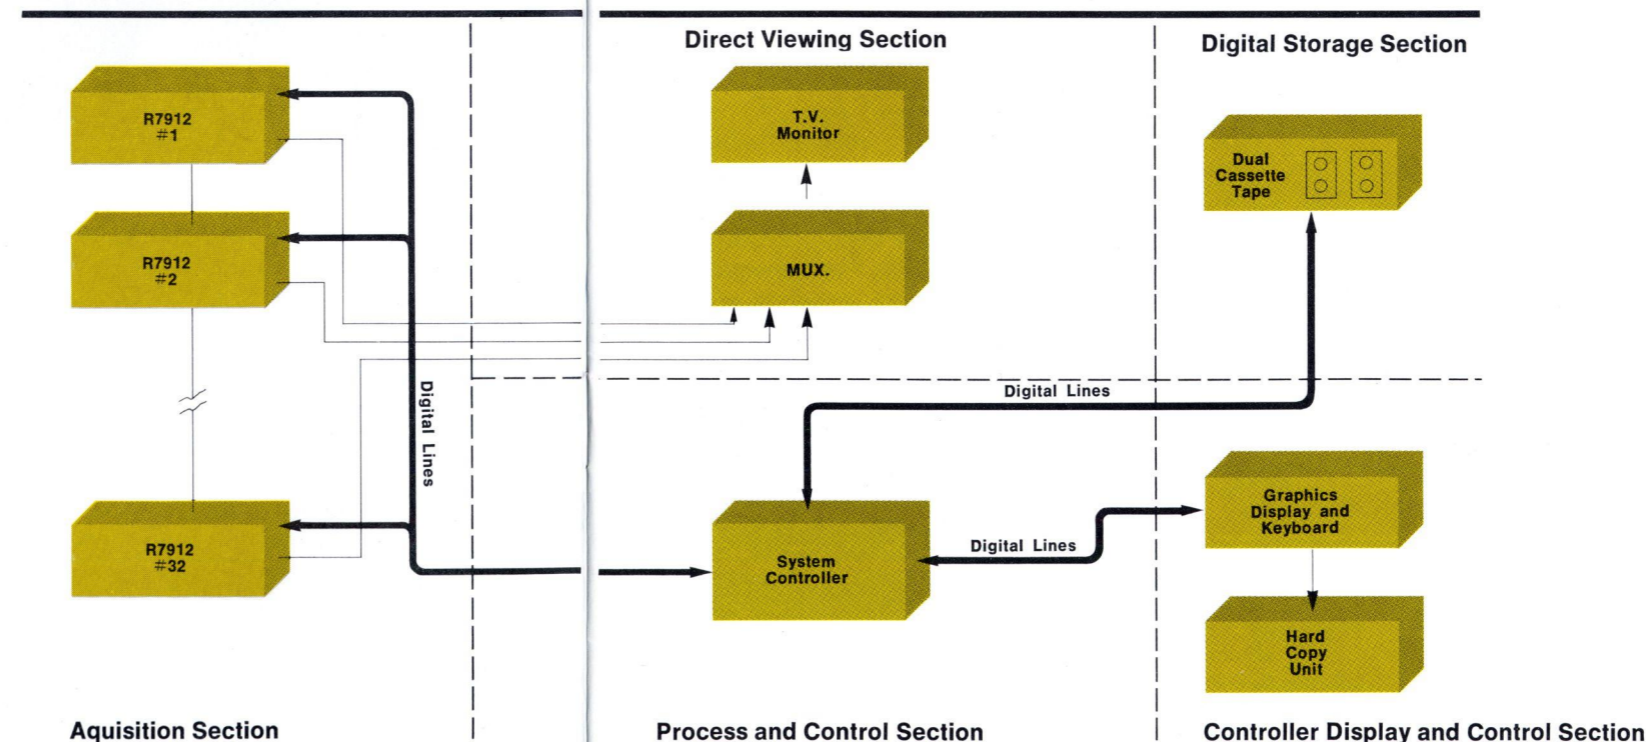 Direct Viewing Section
Digital Storage Section
R7912
#1
T.V.
Monitor
Dual
Cassette
Tape
R7912
#2
MUX.
Digital Lines
Digital Lines
R7912
#32
System
Controller
Digital Lines
Graphics
Display and
Keyboard
Hard
Copy
Unit
Aquisition Section
Process and Control Section
Controller Display and Control Section